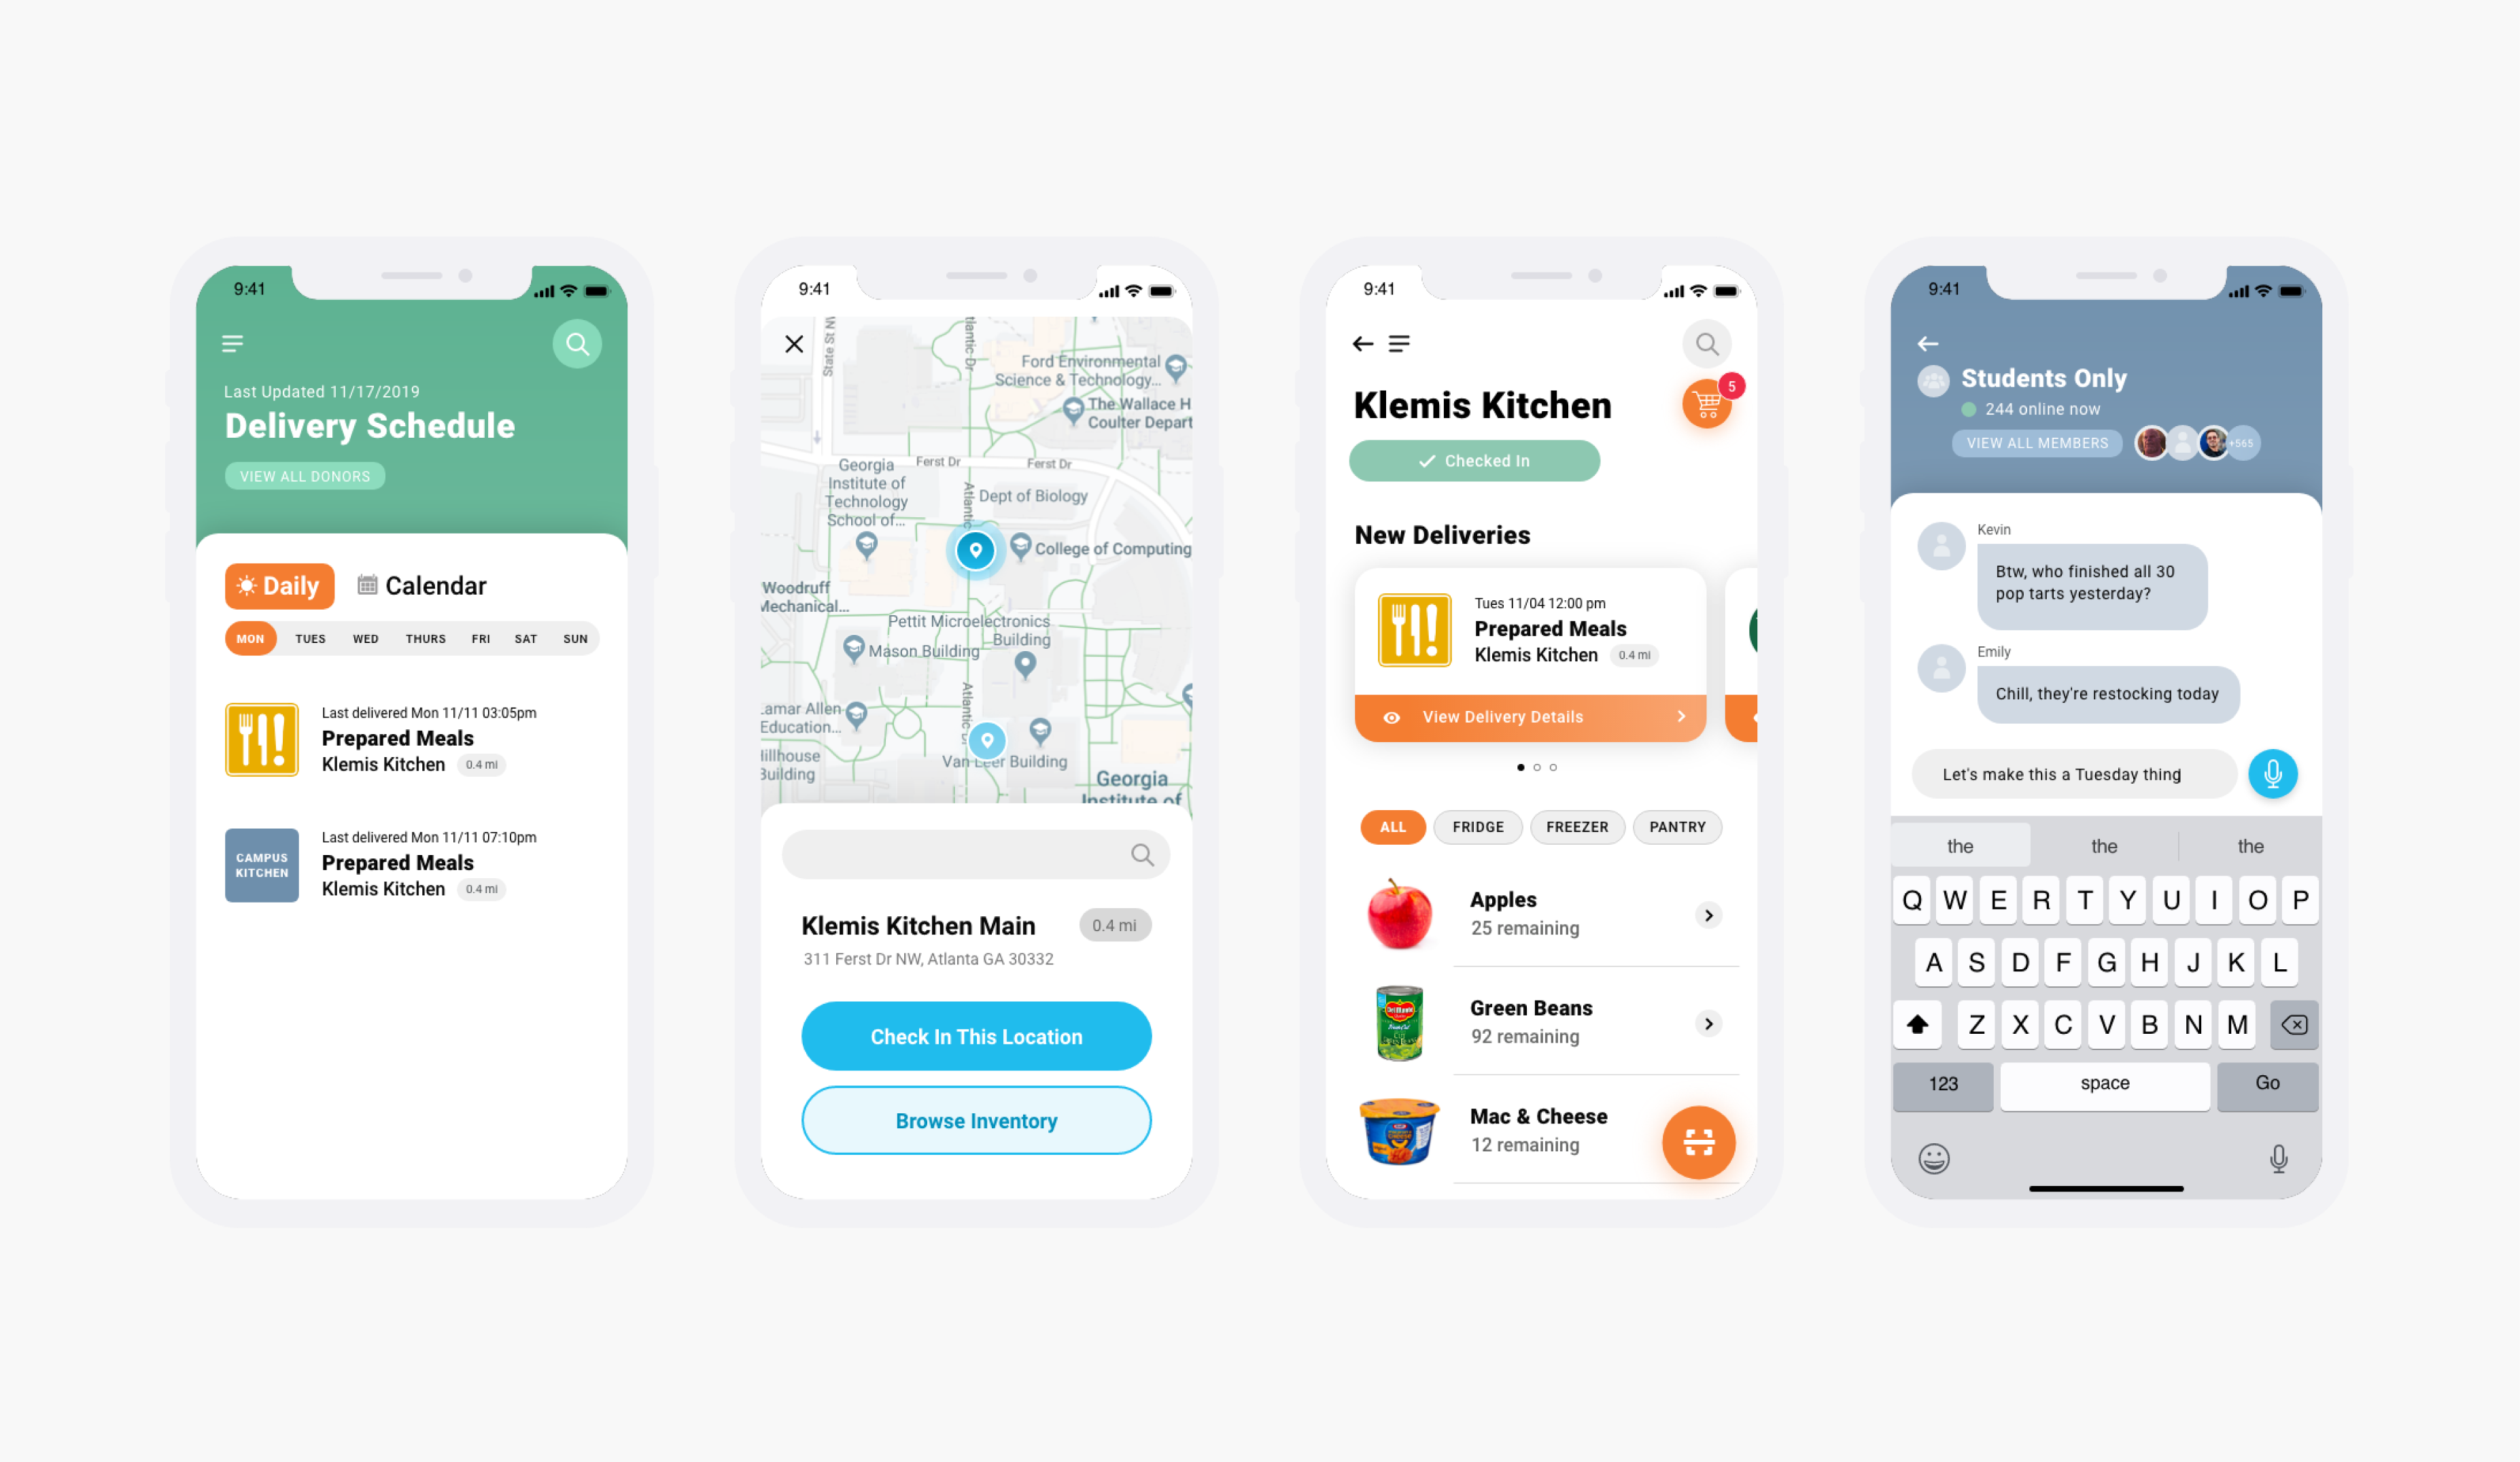 9:41
Last Updated 11/17/2019
Delivery Schedule
VIEW ALL DONORS
Daily
Calendar
MON TUES WED THURS FRI SAT SUN
Last delivered Mon 11/11 03:05pm
Prepared Meals
Klemis Kitchen 0.4 mi
CAMPUS
KITCHEN
Last delivered Mon 11/11 07:10pm
Prepared Meals
Klemis Kitchen 0.4 mi
9:41
State St NW
tlantic Dr
Ford Environmental
Science & Technology...
The Wallace H
Coulter Depart
Ferst Dr
Ferst Dr
Georgia
Institute of
Technology
School of...
Atlantic
Dept of Biology
College of Computing
Woodruff
Mechanical...
Pettit Microelectronics
Building
Mason Building
Atlantic D
amar Allen
Education...
illhouse
Building
Van Leer Building
Georgia
Institute of
Klemis Kitchen Main
0.4 mi
311 Ferst Dr NW, Atlanta GA 30332
Check In This Location
Browse Inventory
9:41
Klemis Kitchen
5
Checked In
New Deliveries
Tues 11/04 12:00 pm
Prepared Meals
Klemis Kitchen 0.4 mi
View Delivery Details
ALL FRIDGE FREEZER PANTRY
Apples
25 remaining
Del Monte
Green Beans
92 remaining
Mac & Cheese
12 remaining
9:41
Students Only
244 online now
VIEW ALL MEMBERS
+565
Kevin
Btw, who finished all 30
pop tarts yesterday?
Emily
Chill, they're restocking today
Let's make this a Tuesday thing
the the the
Q W E R T Y U I O P
A S D F G H J K L
Z X C V B N M
123 space Go